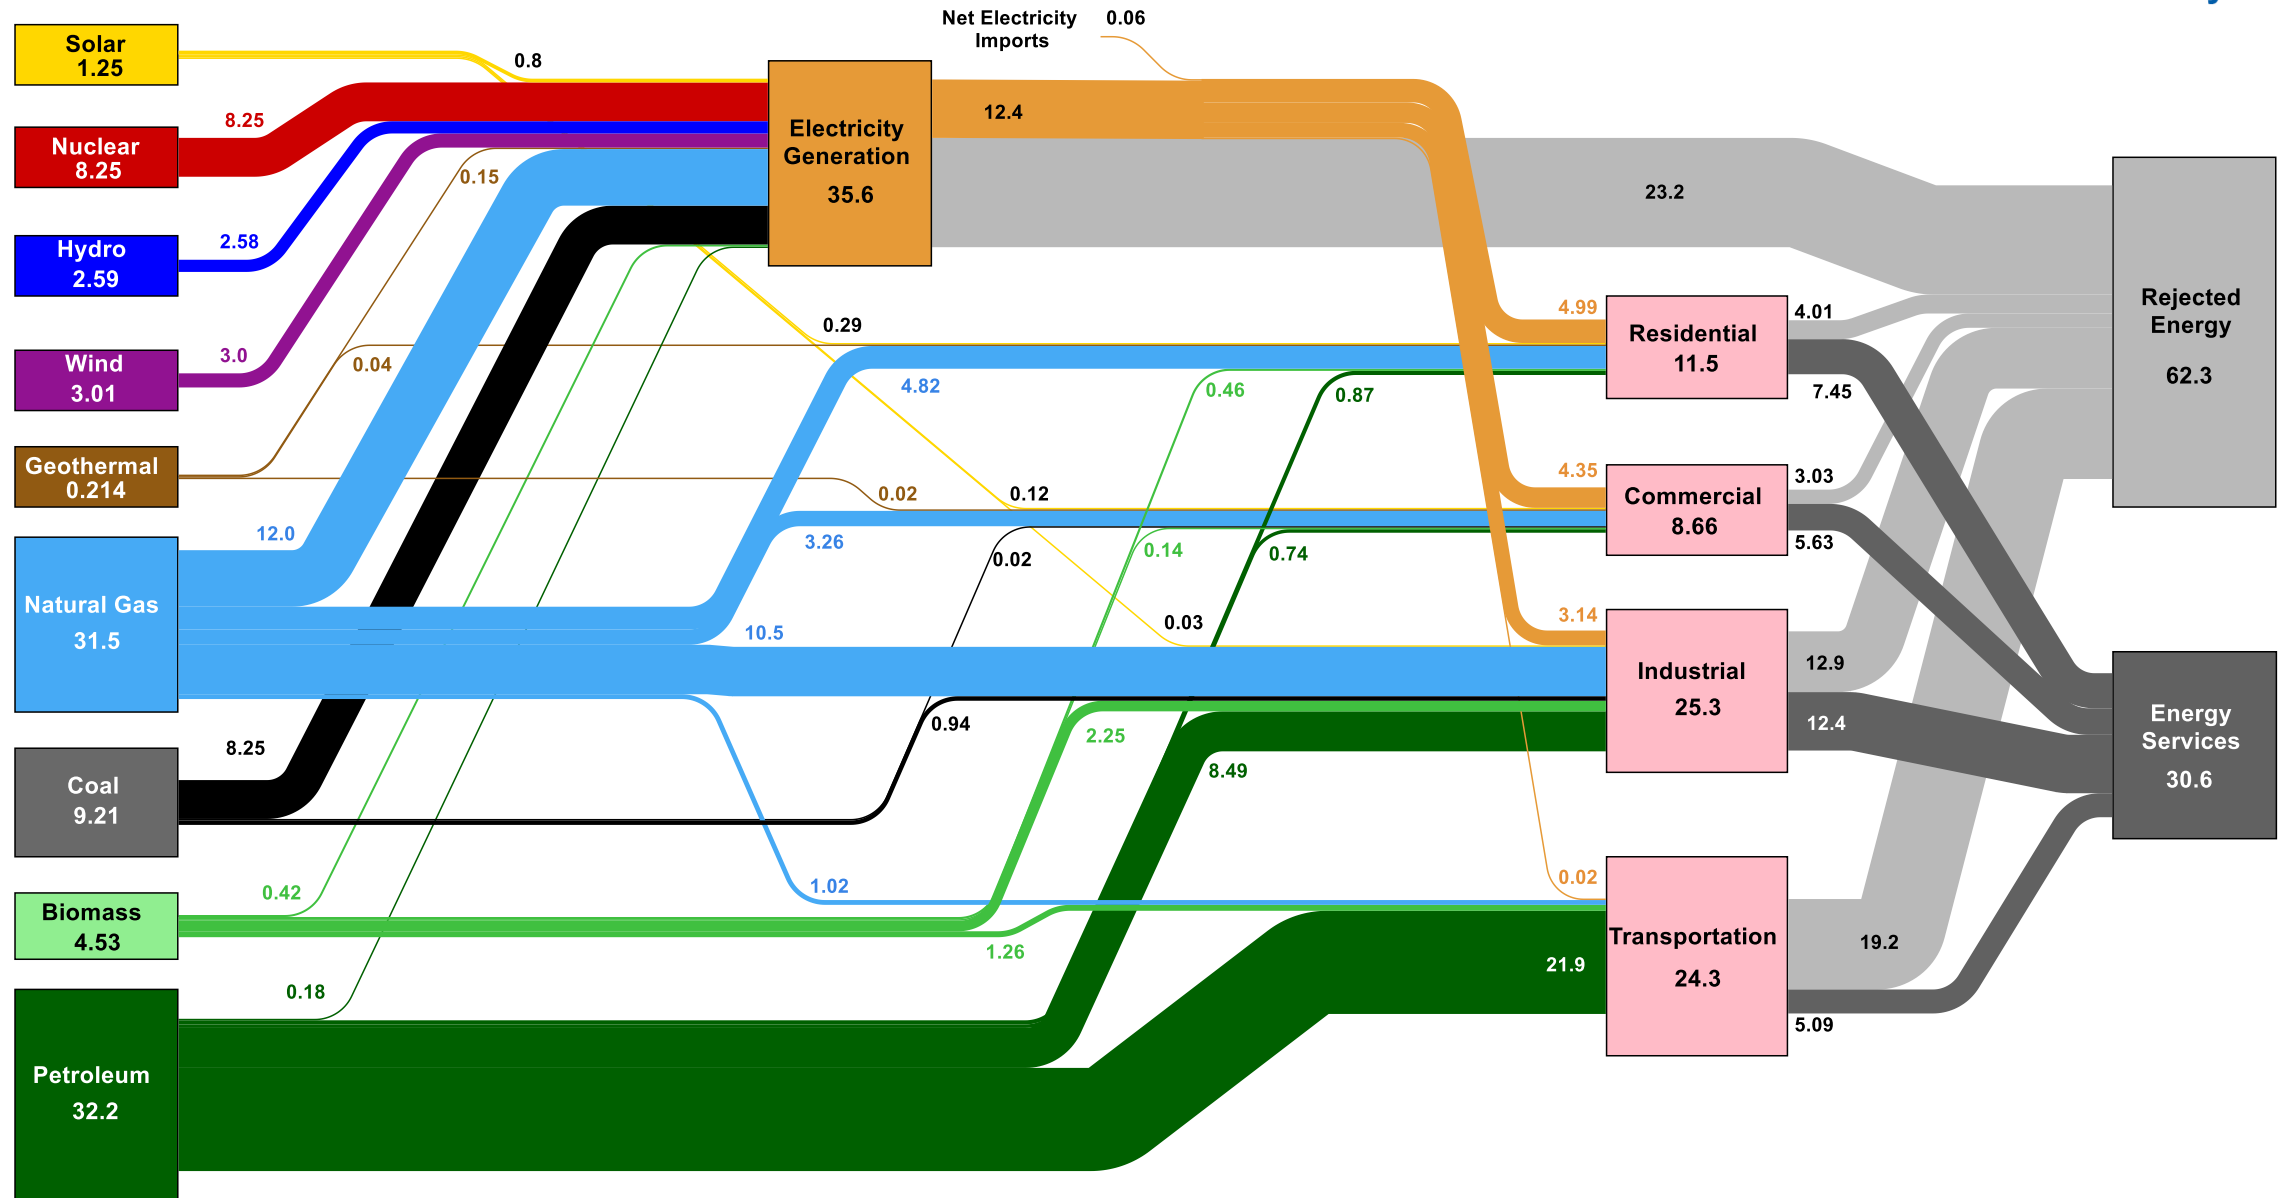 Net Electricity
Imports
0.06
Solar
1.25
0.8
Nuclear
8.25
8.25
Hydro
2.59
2.58
Wind
3.01
3.0
Geothermal
0.214
0.15
0.04
0.02
Natural Gas
31.5
12.0
4.82
3.26
10.5
1.02
Coal
9.21
8.25
0.02
0.94
Biomass
4.53
0.42
0.46
0.14
2.25
1.26
Petroleum
32.2
0.18
0.87
0.74
8.49
21.9
0.29
0.12
0.03
Electricity
Generation
35.6
12.4
23.2
4.99
4.35
3.14
0.02
Residential
11.5
4.01
7.45
Commercial
8.66
3.03
5.63
Industrial
25.3
12.9
12.4
Transportation
24.3
19.2
5.09
Rejected
Energy
62.3
Energy
Services
30.6